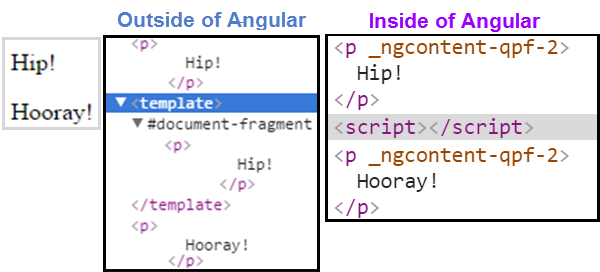 Outside of Angular
Inside of Angular
Hip!
Hooray!
<p>
Hip!
</p>
▼ <template>
▼ #document-fragment
<p>
Hip!
</p>
</template>
<p>
Hooray!
</p>
<p _ngcontent-qpf-2>
Hip!
</p>
<script></script>
<p _ngcontent-qpf-2>
Hooray!
</p>